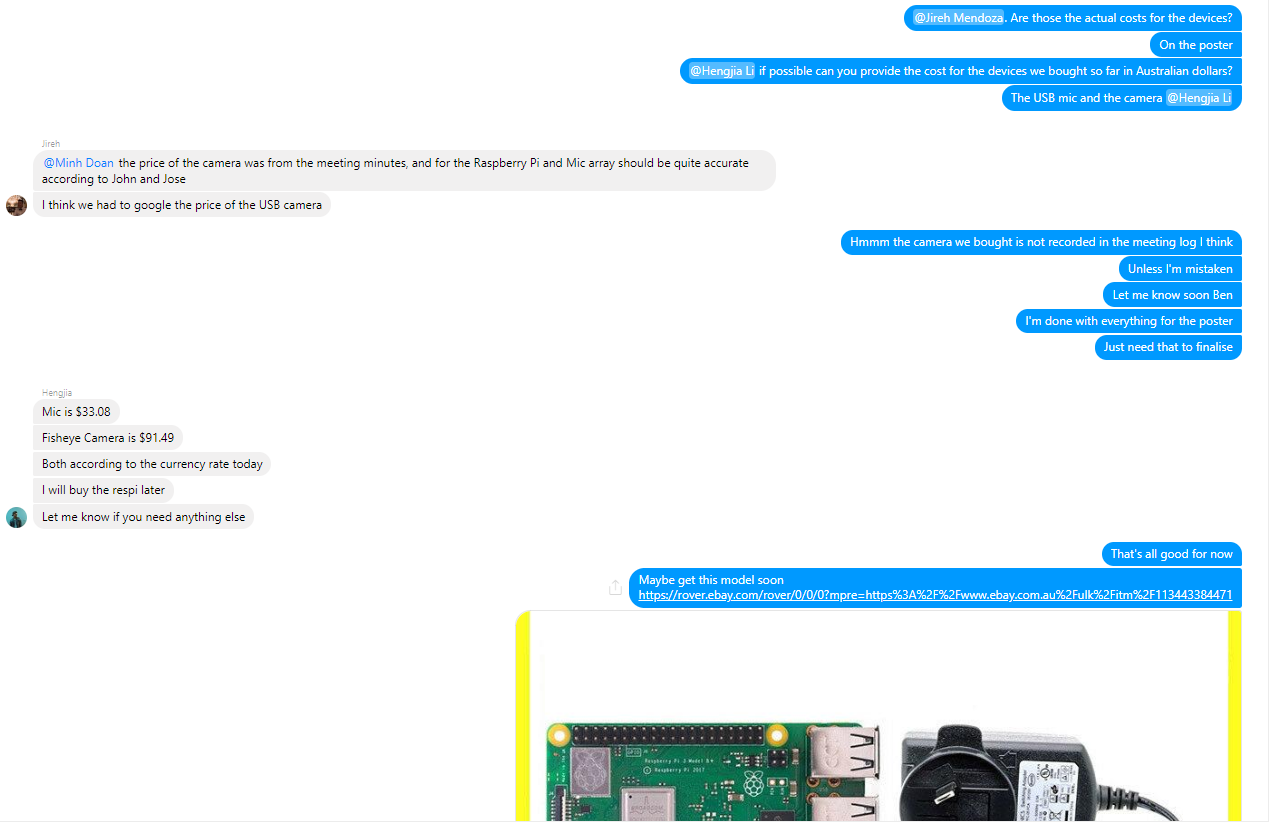 @Jireh Mendoza. Are those the actual costs for the devices?
On the poster
@Hengjia Li if possible can you provide the cost for the devices we bought so far in Australian dollars?
The USB mic and the camera @Hengjia Li
Jireh
@Minh Doan the price of the camera was from the meeting minutes, and for the Raspberry Pi and Mic array should be quite accurate
according to John and Jose
I think we had to google the price of the USB camera
Hmmm the camera we bought is not recorded in the meeting log I think
Unless I'm mistaken
Let me know soon Ben
I'm done with everything for the poster
Just need that to finalise
Hengjia
Mic is $33.08
Fisheye Camera is $91.49
Both according to the currency rate today
I will buy the respi later
Let me know if you need anything else
That's all good for now
Maybe get this model soon
https://rover.ebay.com/rover/0/0/0?mpre=https%3A%2F%2Fwww.ebay.com.au%2Fulk%2Fitm%2F113443384471
Raspberry Pi 3 Model B+
© Raspberry Pi 2017
BROADCOM